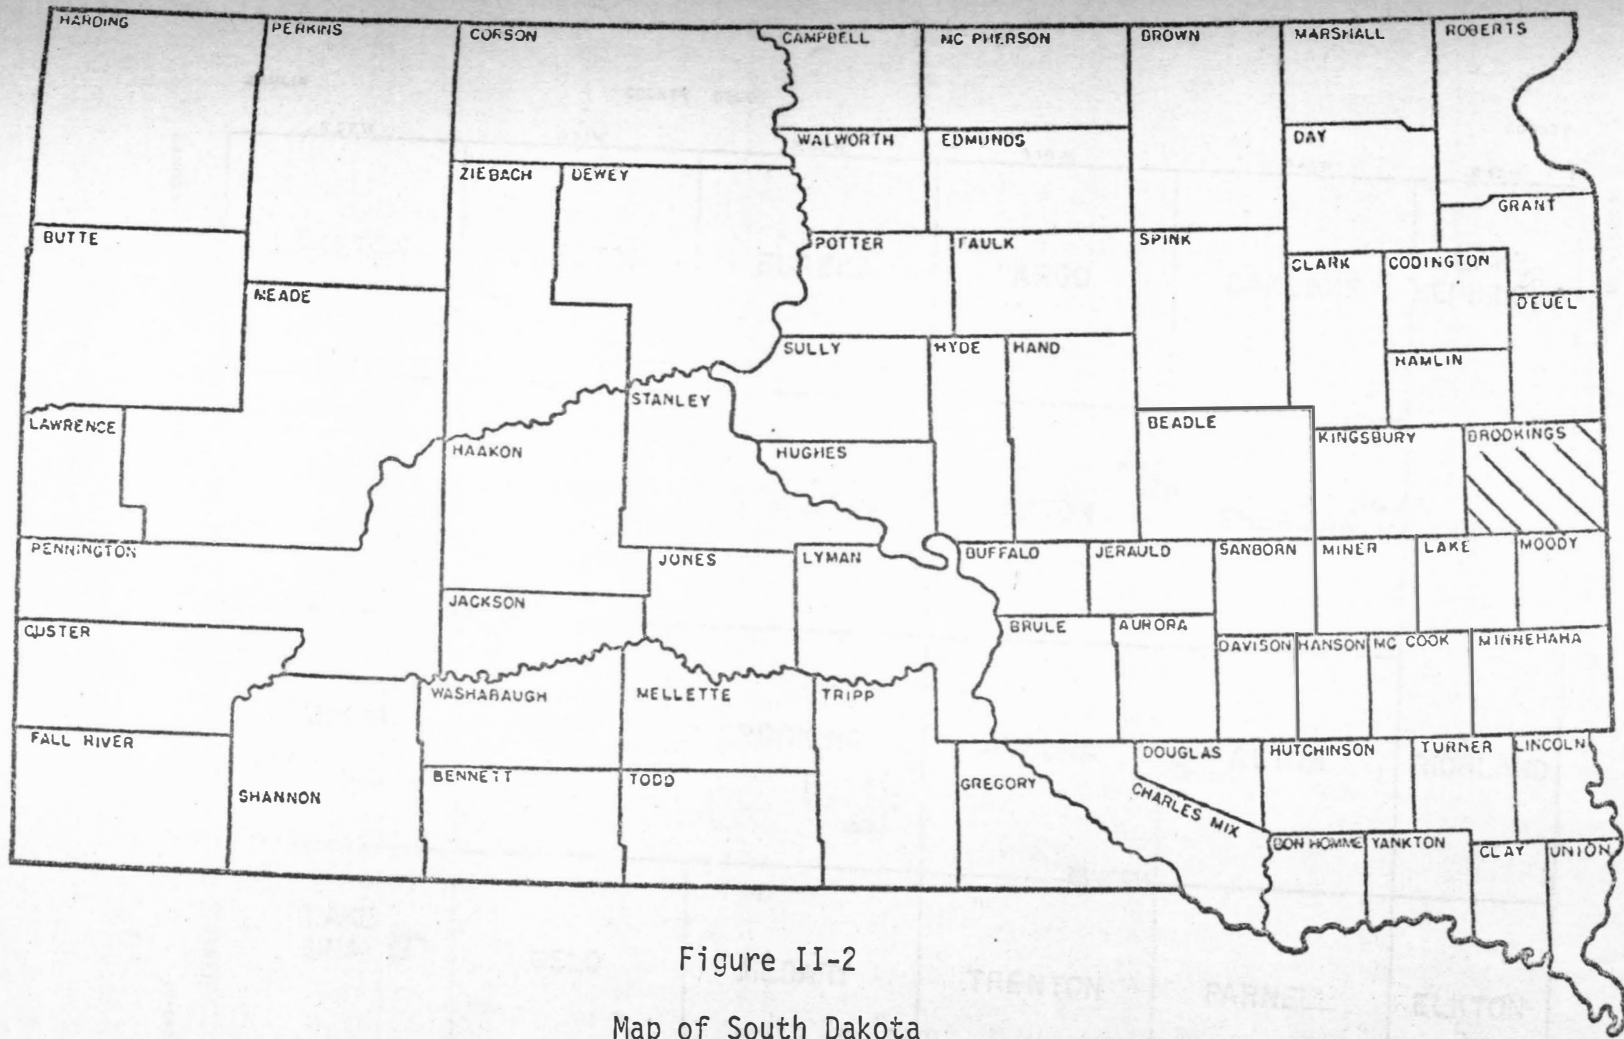 HARDING PERKINS CORSON CAMPBELL MC PHERSON BROWN MARSHALL ROBERTS
WALWORTH EDMUNDS DAY
ZIEBACH DEWEY GRANT
BUTTE POTTER FAULK SPINK
CLARK CODINGTON
MEADE DEUEL
SULLY HYDE HAND HAMLIN
STANLEY
LAWRENCE BEADLE KINGSBURY BROOKINGS
HAAKON HUGHES
PENNINGTON JONES LYMAN BUFFALO JERAULD SANBORN MINER LAKE MOODY
JACKSON
CUSTER BRULE AURORA DAVISON HANSON MC COOK MINNEHAHA
WASHABAUGH MELLETTE TRIPP
FALL RIVER DOUGLAS HUTCHINSON TURNER LINCOLN
BENNETT TODD GREGORY
SHANNON CHARLES MIX
BON HOMME YANKTON CLAY UNION
TRENTON PARNELL ELKTON
Figure II-2
Map of South Dakota